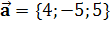 a⃗ = {4; −5; 5}